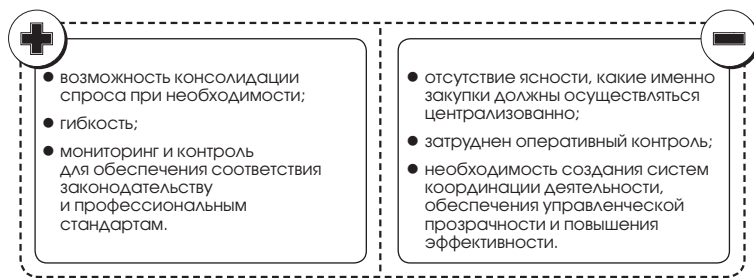 ● возможность консолидации
спроса при необходимости;
● гибкость;
● мониторинг и контроль
для обеспечения соответствия
законодательству
и профессиональным
стандартам.
● отсутствие ясности, какие именно
закупки должны осуществляться
централизованно;
● затруднен оперативный контроль;
● необходимость создания систем
координации деятельности,
обеспечения управленческой
прозрачности и повышения
эффективности.